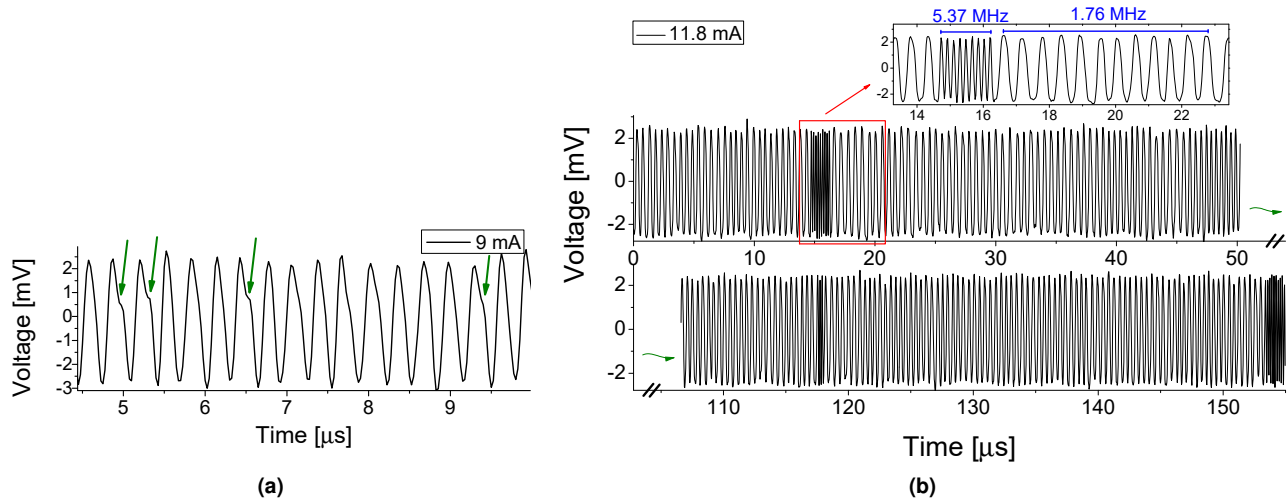 9 mA
Voltage [mV]
2
1
0
-1
-2
-3
5 6 7 8 9
Time [μs]
(a)
11.8 mA
5.37 MHz 1.76 MHz
2
0
-2
14 16 18 20 22
Voltage [mV]
2
0
-2
0 10 20 30 40 50
2
0
-2
110 120 130 140 150
Time [μs]
(b)